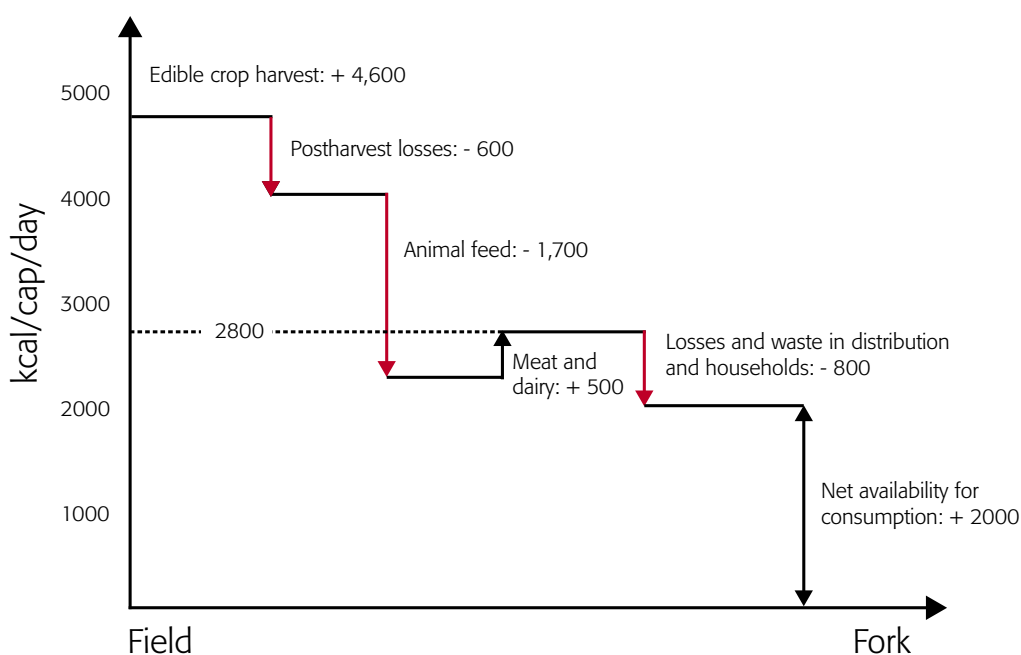 Edible crop harvest: + 4,600
5000
Postharvest losses: - 600
4000
Animal feed: - 1,700
3000
2800
Losses and waste in distribution
and households: - 800
Meat and
dairy: + 500
2000
Net availability for
consumption: + 2000
1000
kcal/cap/day
Field
Fork